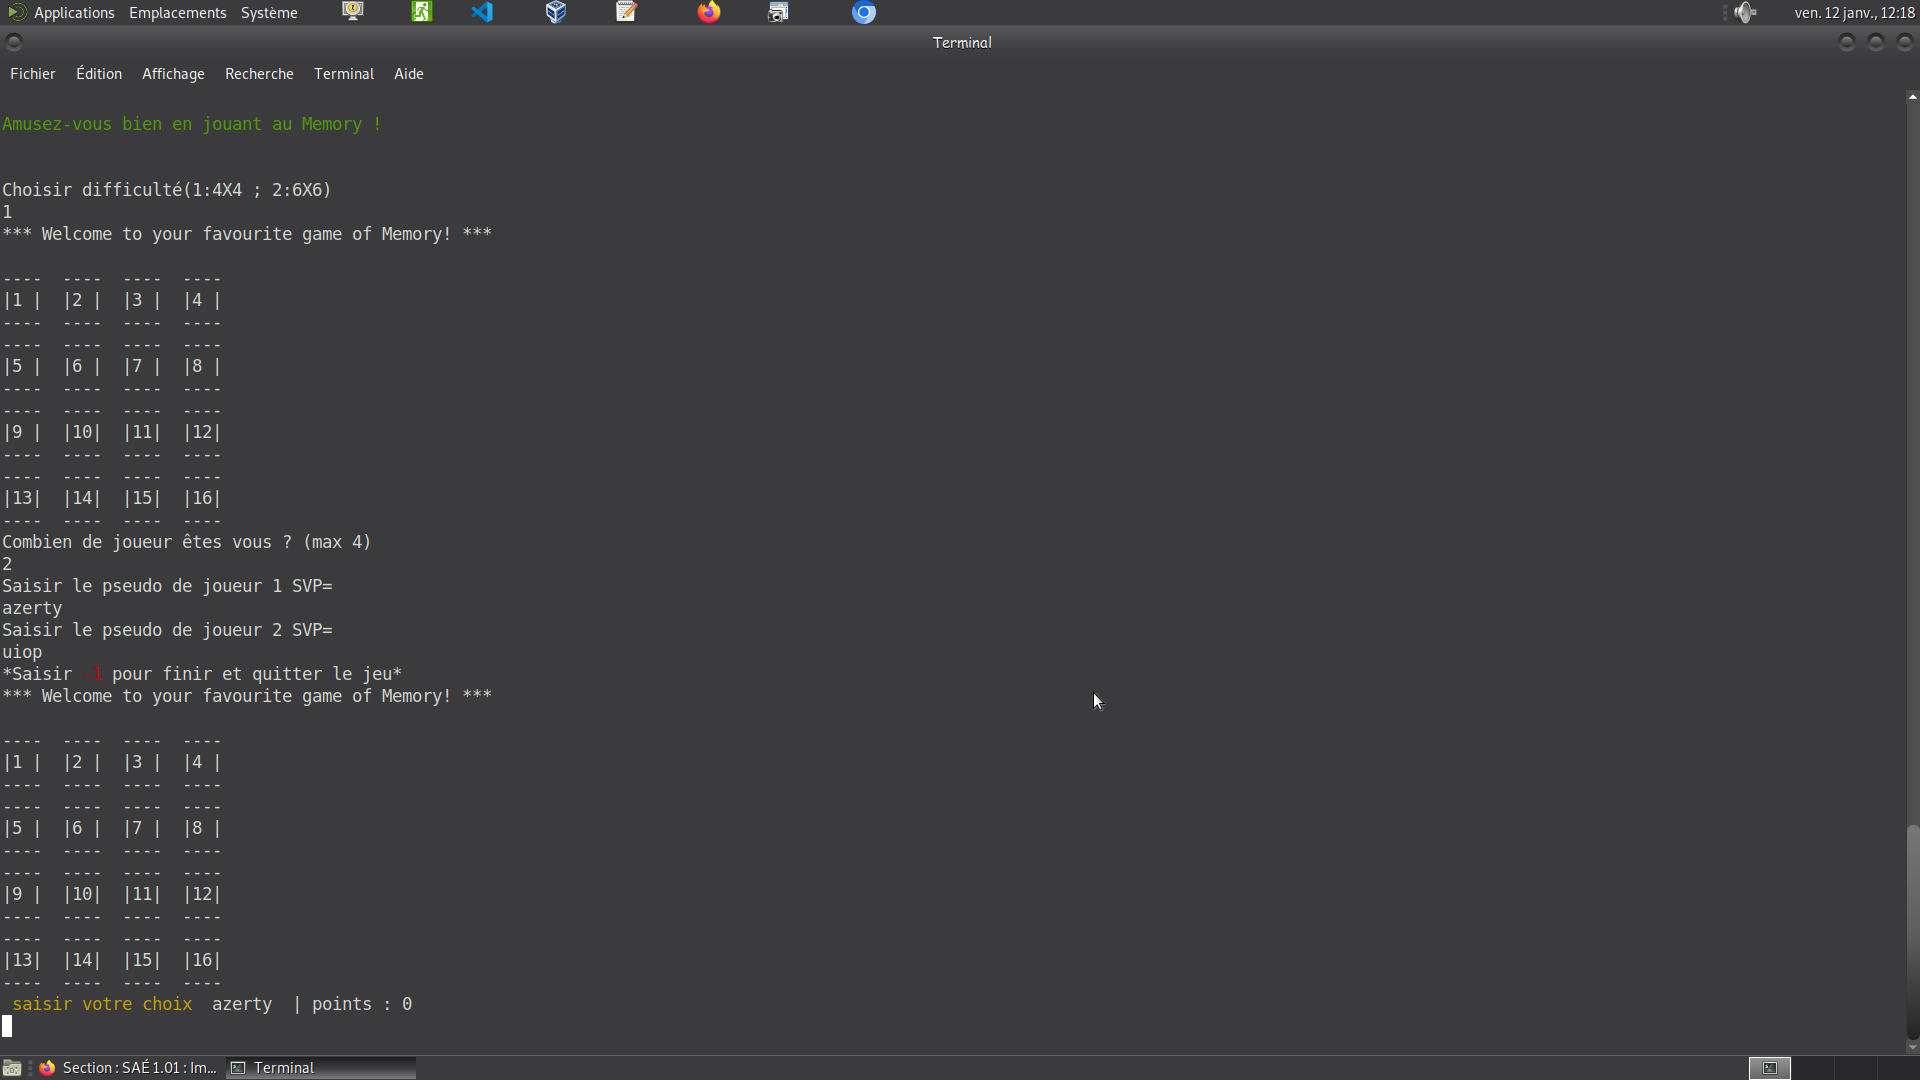 Applications Emplacements Système ven. 12 janv., 12:18
Terminal
Fichier Édition Affichage Recherche Terminal Aide
Amusez-vous bien en jouant au Memory !
Choisir difficulté(1:4X4 ; 2:6X6)
1
*** Welcome to your favourite game of Memory! ***
---- ---- ---- ----
|1 | |2 | |3 | |4 |
---- ---- ---- ----
---- ---- ---- ----
|5 | |6 | |7 | |8 |
---- ---- ---- ----
---- ---- ---- ----
|9 | |10| |11| |12|
---- ---- ---- ----
---- ---- ---- ----
|13| |14| |15| |16|
---- ---- ---- ----
Combien de joueur êtes vous ? (max 4)
2
Saisir le pseudo de joueur 1 SVP=
azerty
Saisir le pseudo de joueur 2 SVP=
uiop
*Saisir -1 pour finir et quitter le jeu*
*** Welcome to your favourite game of Memory! ***
---- ---- ---- ----
|1 | |2 | |3 | |4 |
---- ---- ---- ----
---- ---- ---- ----
|5 | |6 | |7 | |8 |
---- ---- ---- ----
---- ---- ---- ----
|9 | |10| |11| |12|
---- ---- ---- ----
---- ---- ---- ----
|13| |14| |15| |16|
---- ---- ---- ----
saisir votre choix azerty | points : 0
Section : SAÉ 1.01 : Im... Terminal